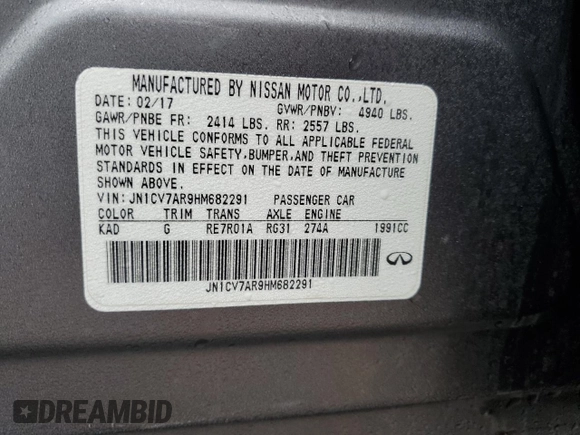 MANUFACTURED BY NISSAN MOTOR CO.,LTD.
DATE: 02/17 GVWR/PNBV: 4940 LBS.
GAWR/PNBE FR: 2414 LBS. RR: 2557 LBS.
THIS VEHICLE CONFORMS TO ALL APPLICABLE FEDERAL
MOTOR VEHICLE SAFETY,BUMPER,AND THEFT PREVENTION
STANDARDS IN EFFECT ON THE DATE OF MANUFACTURE
SHOWN ABOVE.
VIN: JN1CV7AR9HM682291 PASSENGER CAR
COLOR TRIM TRANS AXLE ENGINE
KAD G RE7R01A RG31 274A 1991CC
JN1CV7AR9HM682291
DREAMBID